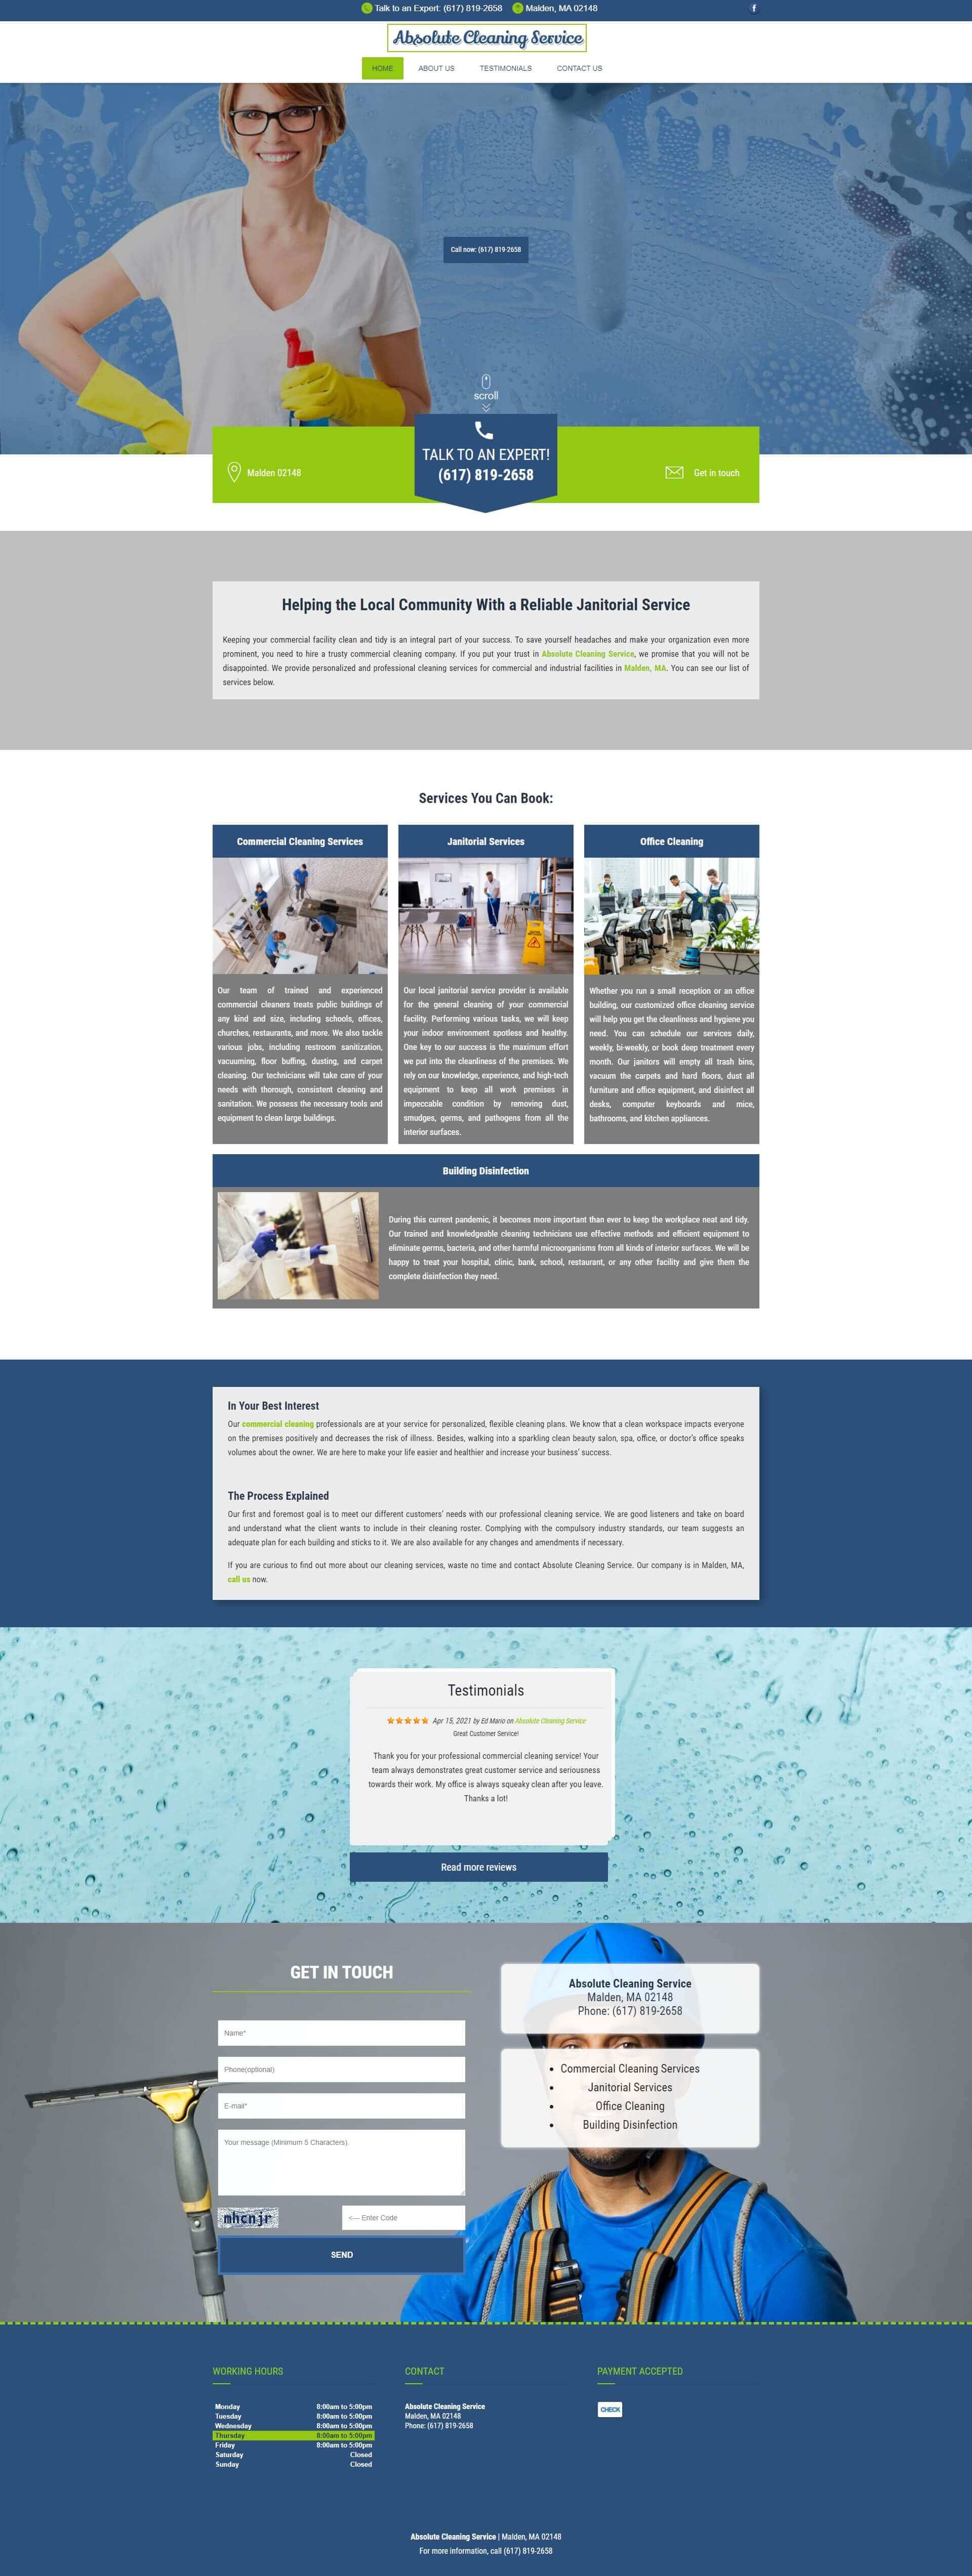 Talk to an Expert: (617) 819-2658 Malden, MA 02148
f
Absolute Cleaning Service
HOME ABOUT US TESTIMONIALS CONTACT US
Call now: (617) 819-2658
scroll
TALK TO AN EXPERT!
(617) 819-2658
Malden 02148
Get in touch
Helping the Local Community With a Reliable Janitorial Service
Keeping your commercial facility clean and tidy is an integral part of your success. To save yourself headaches and make your organization even more
prominent, you need to hire a trusty commercial cleaning company. If you put your trust in Absolute Cleaning Service, we promise that you will not be
disappointed. We provide personalized and professional cleaning services for commercial and industrial facilities in Malden, MA. You can see our list of
services below.
Services You Can Book:
Commercial Cleaning Services
Our team of trained and experienced
commercial cleaners treats public buildings of
any kind and size, including schools, offices,
churches, restaurants, and more. We also tackle
various jobs, including restroom sanitization,
vacuuming, floor buffing, dusting, and carpet
cleaning. Our technicians will take care of your
needs with thorough, consistent cleaning and
sanitation. We possess the necessary tools and
equipment to clean large buildings.
Janitorial Services
Our local janitorial service provider is available
for the general cleaning of your commercial
facility. Performing various tasks, we will keep
your indoor environment spotless and healthy.
One key to our success is the maximum effort
we put into the cleanliness of the premises. We
rely on our knowledge, experience, and high-tech
equipment to keep all work premises in
impeccable condition by removing dust,
smudges, germs, and pathogens from all the
interior surfaces.
Office Cleaning
Whether you run a small reception or an office
building, our customized office cleaning service
will help you get the cleanliness and hygiene you
need. You can schedule our services daily,
weekly, bi-weekly, or book deep treatment every
month. Our janitors will empty all trash bins,
vacuum the carpets and hard floors, dust all
furniture and office equipment, and disinfect all
desks, computer keyboards and mice,
bathrooms, and kitchen appliances.
Building Disinfection
During this current pandemic, it becomes more important than ever to keep the workplace neat and tidy.
Our trained and knowledgeable cleaning technicians use effective methods and efficient equipment to
eliminate germs, bacteria, and other harmful microorganisms from all kinds of interior surfaces. We will be
happy to treat your hospital, clinic, bank, school, restaurant, or any other facility and give them the
complete disinfection they need.
In Your Best Interest
Our commercial cleaning professionals are at your service for personalized, flexible cleaning plans. We know that a clean workspace impacts everyone
on the premises positively and decreases the risk of illness. Besides, walking into a sparkling clean beauty salon, spa, office, or doctor's office speaks
volumes about the owner. We are here to make your life easier and healthier and increase your business' success.
The Process Explained
Our first and foremost goal is to meet our different customers' needs with our professional cleaning service. We are good listeners and take on board
and understand what the client wants to include in their cleaning roster. Complying with the compulsory industry standards, our team suggests an
adequate plan for each building and sticks to it. We are also available for any changes and amendments if necessary.
If you are curious to find out more about our cleaning services, waste no time and contact Absolute Cleaning Service. Our company is in Malden, MA,
call us now.
Testimonials
Apr 15, 2021 by Ed Mario on Absolute Cleaning Service
Great Customer Service!
Thank you for your professional commercial cleaning service! Your
team always demonstrates great customer service and seriousness
towards their work. My office is always squeaky clean after you leave.
Thanks a lot!
Read more reviews
GET IN TOUCH
Name*
Phone(optional)
E-mail*
Your message (Minimum 5 Characters)
mhcnjr
<--- Enter Code
SEND
Absolute Cleaning Service
Malden, MA 02148
Phone: (617) 819-2658
• Commercial Cleaning Services
• Janitorial Services
• Office Cleaning
• Building Disinfection
WORKING HOURS
Monday 8:00am to 5:00pm
Tuesday 8:00am to 5:00pm
Wednesday 8:00am to 5:00pm
Thursday 8:00am to 5:00pm
Friday 8:00am to 5:00pm
Saturday Closed
Sunday Closed
CONTACT
Absolute Cleaning Service
Malden, MA 02148
Phone: (617) 819-2658
PAYMENT ACCEPTED
CHECK
Absolute Cleaning Service | Malden, MA 02148
For more information, call (617) 819-2658